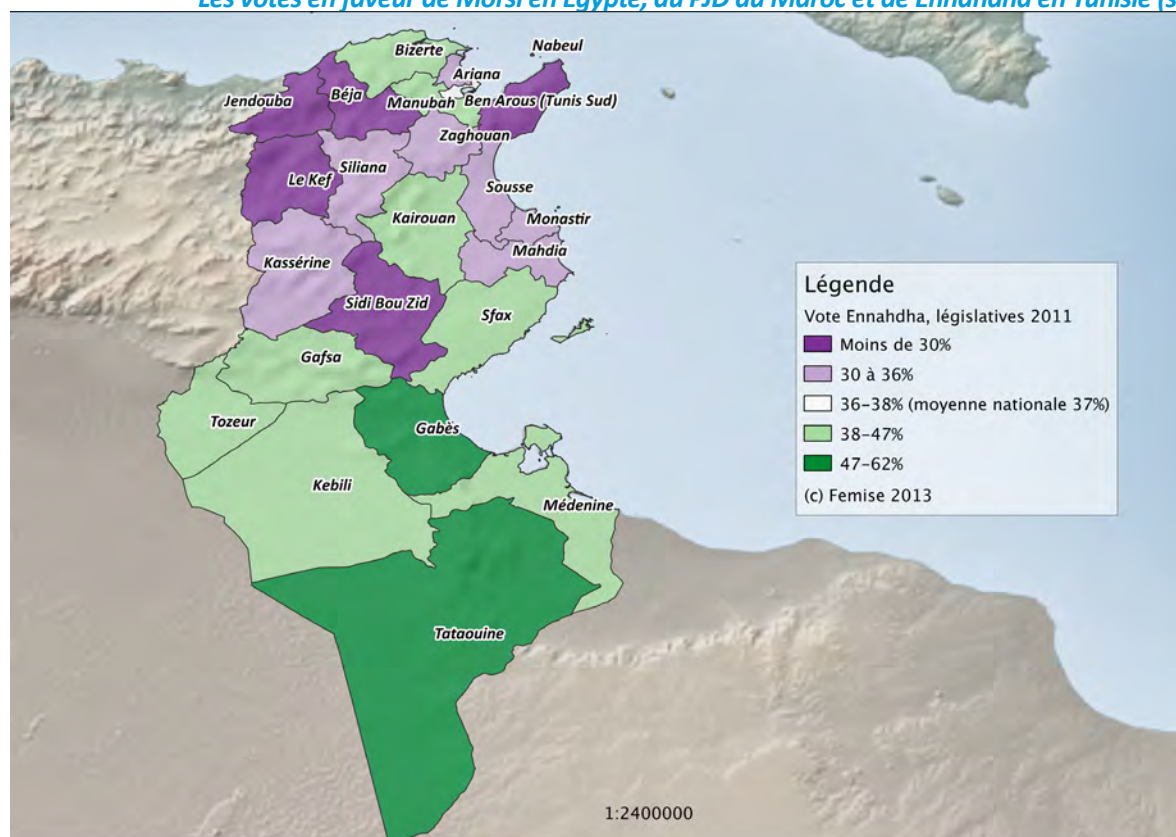 Les votes en faveur de Morsi en Egypte, du PJD au Maroc et de Ennahdha en Tunisie (s
Nabeul
Bizerte
Ariana
Jendouba
Béja
Manubah
Ben Arous (Tunis Sud)
Zaghouan
Siliana
Le Kef
Sousse
Kairouan
Monastir
Mahdia
Kassérine
Sidi Bou Zid
Sfax
Gafsa
Tozeur
Gabès
Kebili
Médenine
Tataouine
Légende
Vote Ennahdha, législatives 2011
Moins de 30%
30 à 36%
36-38% (moyenne nationale 37%)
38-47%
47-62%
(c) Femise 2013
1:2400000